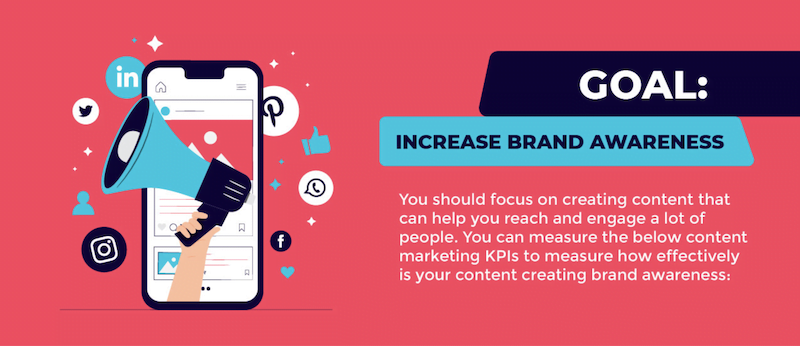 in
GOAL:
INCREASE BRAND AWARENESS
You should focus on creating content that
can help you reach and engage a lot of
people. You can measure the below content
marketing KPIs to measure how effectively
is your content creating brand awareness: